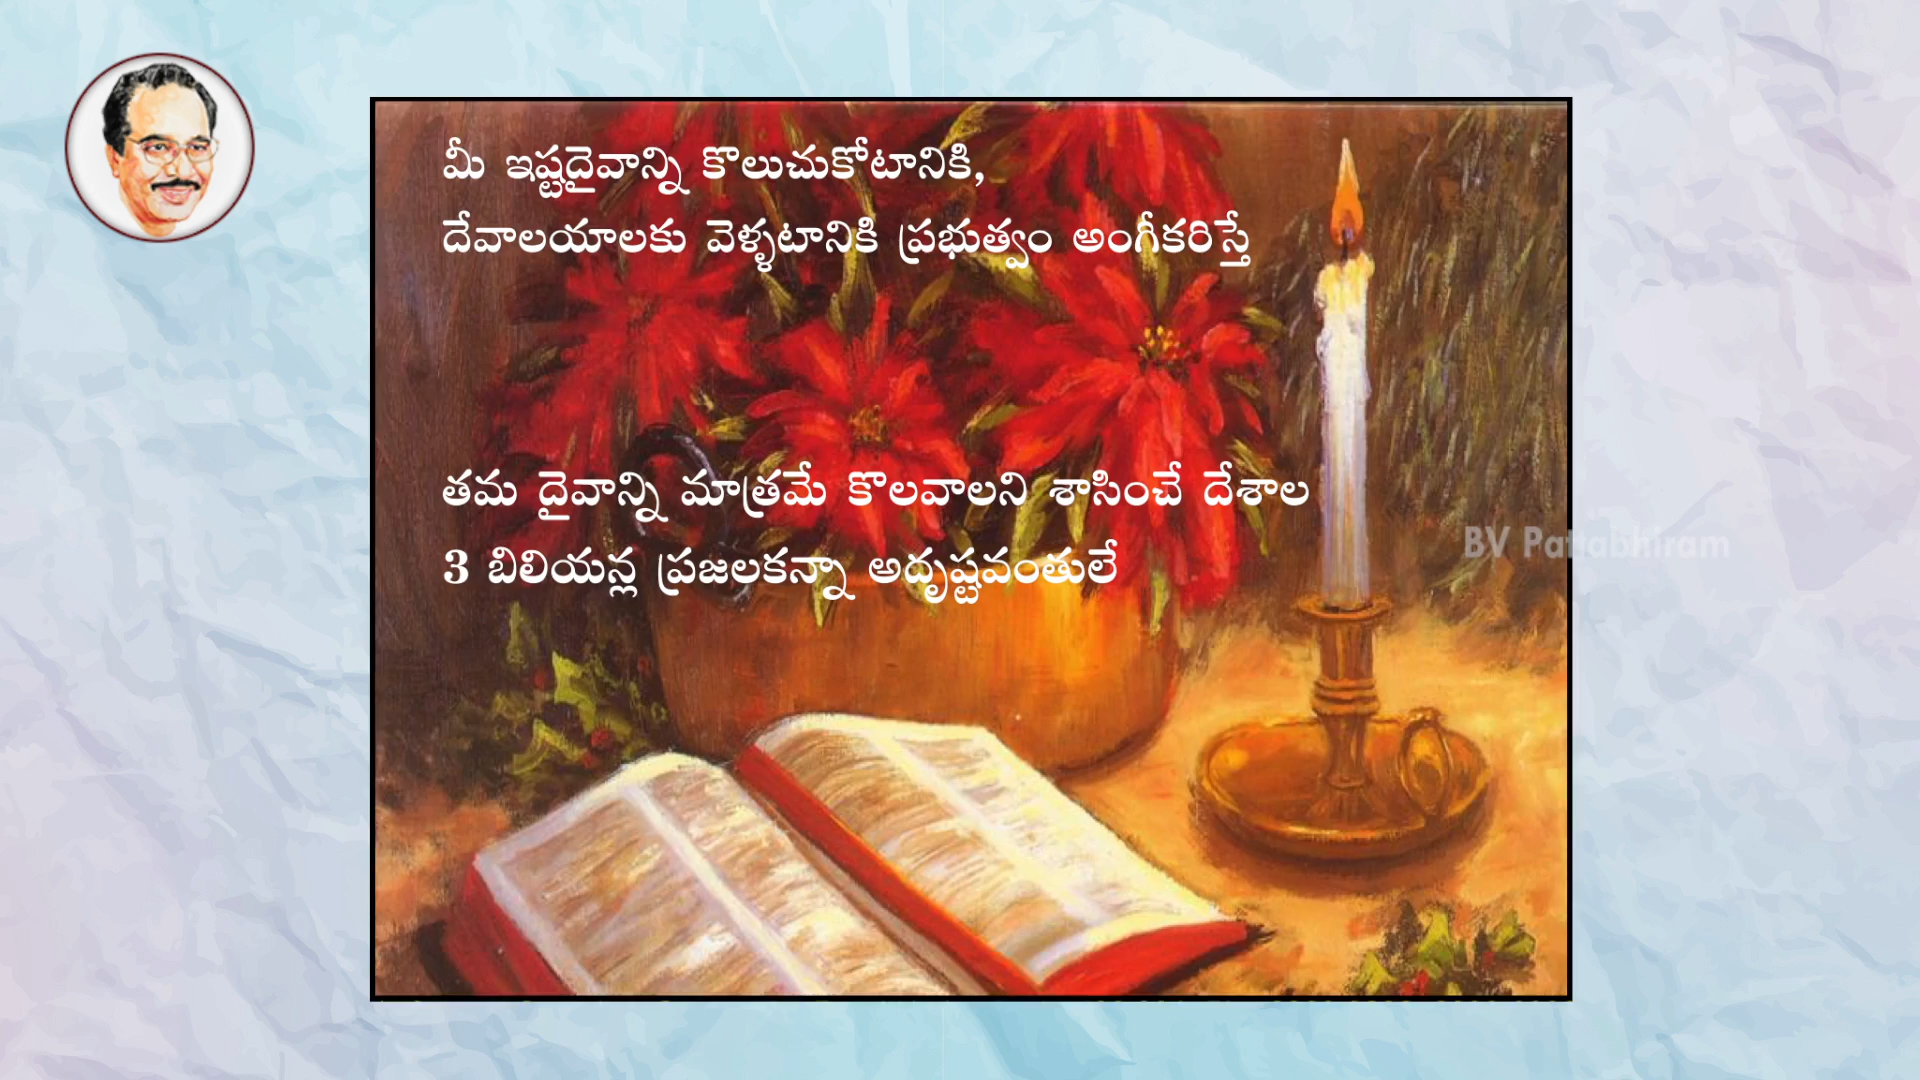 మీ ఇష్టదైవాన్ని కొలుచుకోటానికి,
దేవాలయాలకు వెళ్ళటానికి ప్రభుత్వం అంగీకరిస్తే
తమ దైవాన్ని మాత్రమే కొలవాలని శాసించే దేశాల
3 బిలియన్ల ప్రజలకన్నా అదృష్టవంతులే
BV Pattabhiram